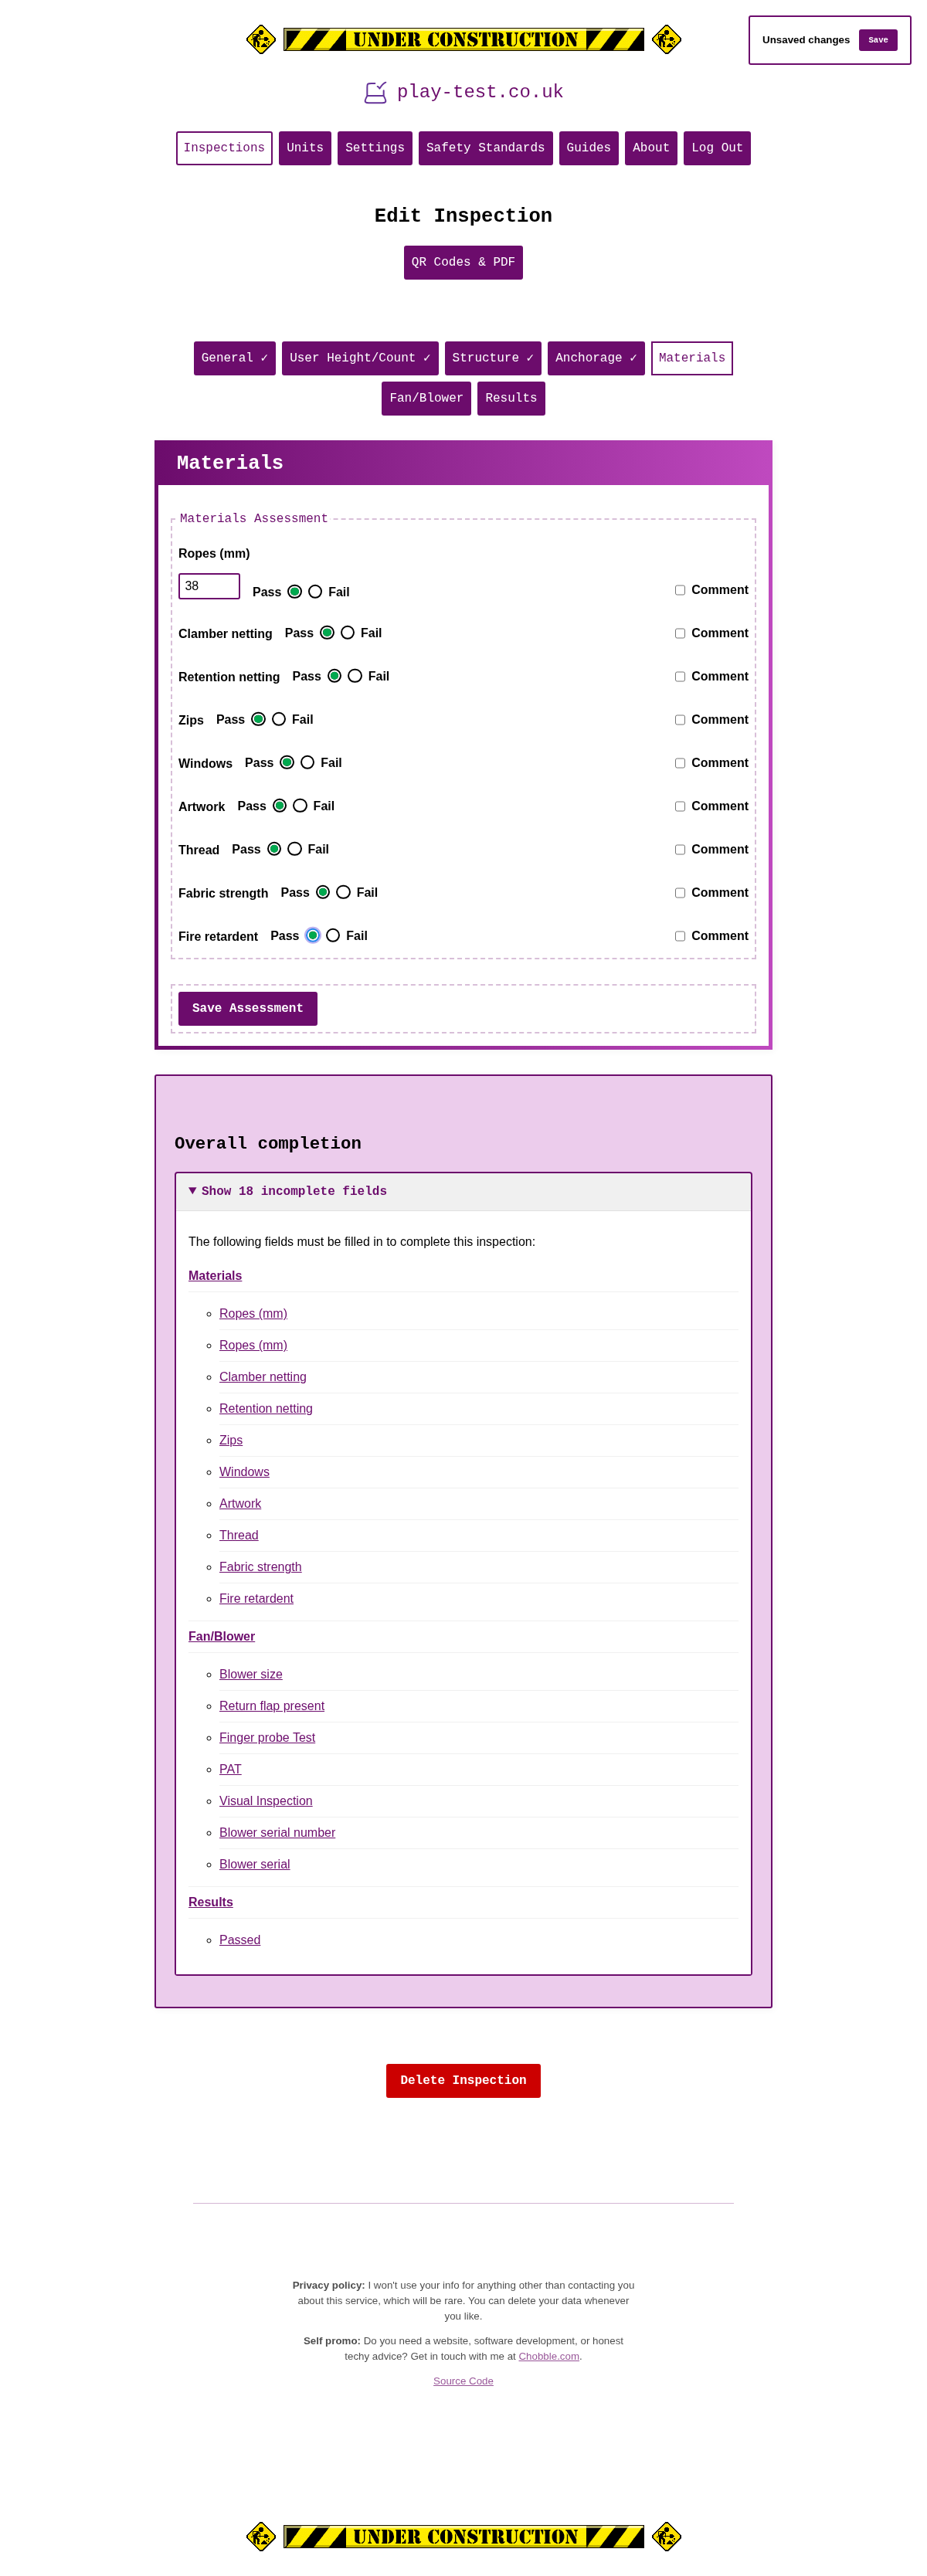 UNDER CONSTRUCTION
Unsaved changes Save
play-test.co.uk
Inspections Units Settings Safety Standards Guides About Log Out
Edit Inspection
QR Codes & PDF
General ✓ User Height/Count ✓ Structure ✓ Anchorage ✓ Materials
Fan/Blower Results
Materials
Materials Assessment
Ropes (mm)
38 Pass Fail Comment
Clamber netting Pass Fail Comment
Retention netting Pass Fail Comment
Zips Pass Fail Comment
Windows Pass Fail Comment
Artwork Pass Fail Comment
Thread Pass Fail Comment
Fabric strength Pass Fail Comment
Fire retardent Pass Fail Comment
Save Assessment
Overall completion
▼ Show 18 incomplete fields
The following fields must be filled in to complete this inspection:
Materials
Ropes (mm)
Ropes (mm)
Clamber netting
Retention netting
Zips
Windows
Artwork
Thread
Fabric strength
Fire retardent
Fan/Blower
Blower size
Return flap present
Finger probe Test
PAT
Visual Inspection
Blower serial number
Blower serial
Results
Passed
Delete Inspection
Privacy policy: I won't use your info for anything other than contacting you
about this service, which will be rare. You can delete your data whenever
you like.
Self promo: Do you need a website, software development, or honest
techy advice? Get in touch with me at Chobble.com.
Source Code
UNDER CONSTRUCTION